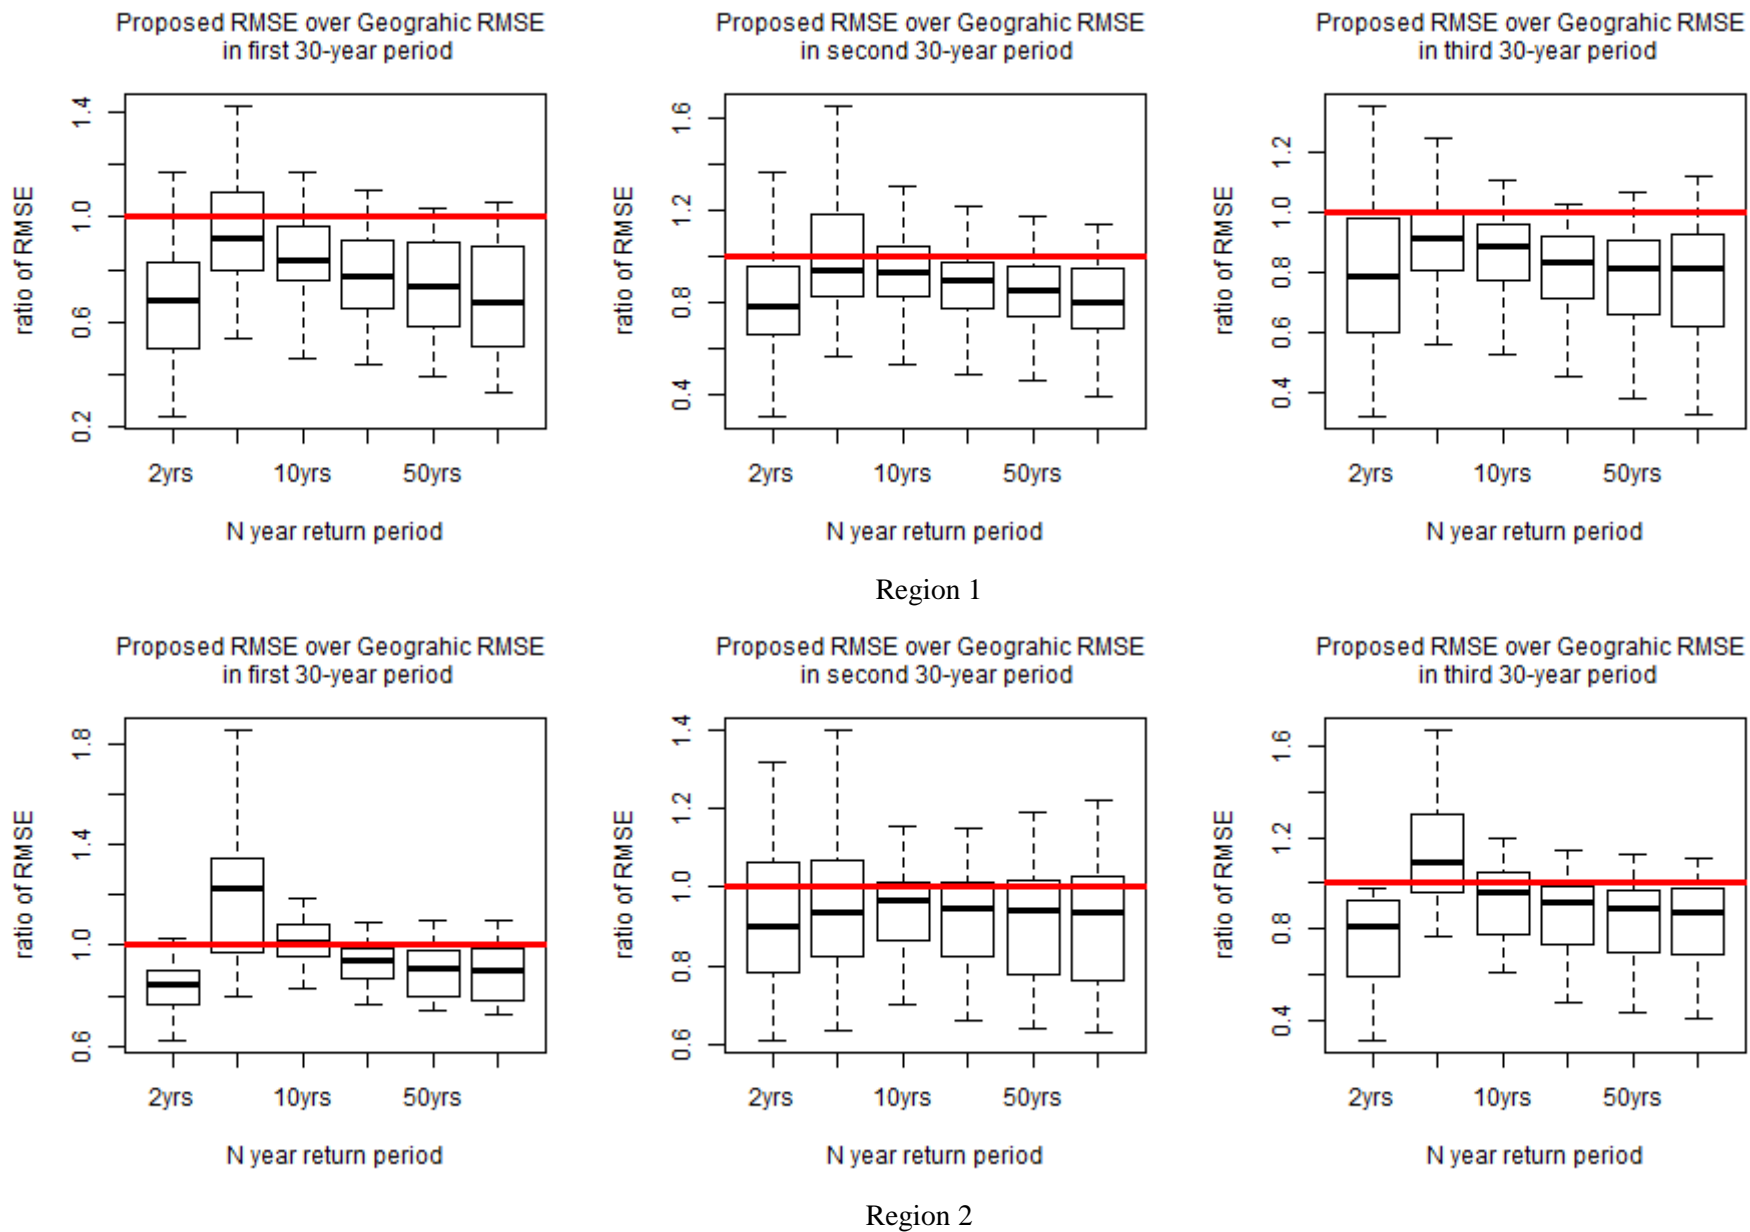 Proposed RMSE over Geograhic RMSE
in first 30-year period
Proposed RMSE over Geograhic RMSE
in second 30-year period
Proposed RMSE over Geograhic RMSE
in third 30-year period
ratio of RMSE
1.4
1.0
0.6
0.2
2yrs 10yrs 50yrs
N year return period
ratio of RMSE
1.6
1.2
0.8
0.4
2yrs 10yrs 50yrs
N year return period
ratio of RMSE
1.2
1.0
0.8
0.6
0.4
2yrs 10yrs 50yrs
N year return period
Region 1
Proposed RMSE over Geograhic RMSE
in first 30-year period
Proposed RMSE over Geograhic RMSE
in second 30-year period
Proposed RMSE over Geograhic RMSE
in third 30-year period
ratio of RMSE
1.8
1.4
1.0
0.6
2yrs 10yrs 50yrs
N year return period
ratio of RMSE
1.4
1.2
1.0
0.8
0.6
2yrs 10yrs 50yrs
N year return period
ratio of RMSE
1.6
1.2
0.8
0.4
2yrs 10yrs 50yrs
N year return period
Region 2